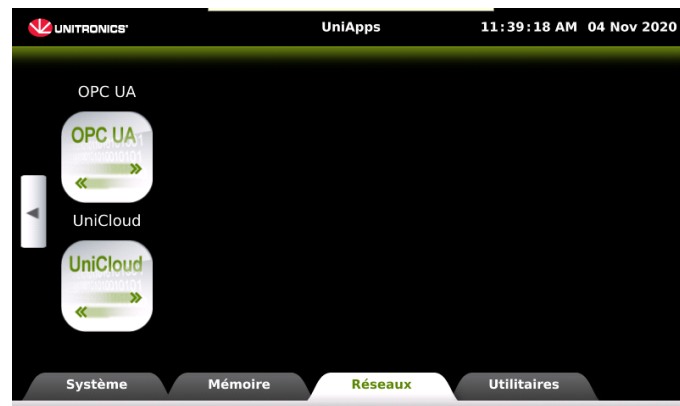 UNITRONICS
UniApps
11:39:18 AM 04 Nov 2020
OPC UA
OPC UA
UniCloud
UniCloud
Système Mémoire Réseaux Utilitaires